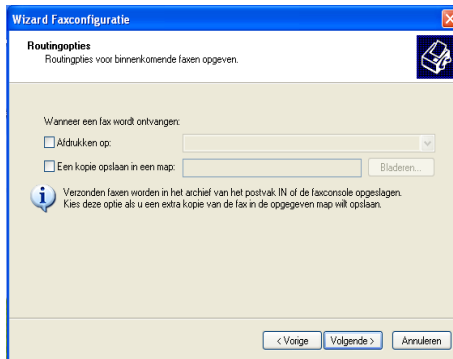 Wizard Faxconfiguratie
Routingopties
Routingpties voor binnenkomende faxen opgeven.
Wanneer een fax wordt ontvangen:
Afdrukken op:
Een kopie opslaan in een map:
Bladeren...
Verzonden faxen worden in het archief van het postvak IN of de faxconsole opgeslagen.
Kies deze optie als u een extra kopie van de fax in de opgegeven map wilt opslaan.
< Vorige
Volgende >
Annuleren